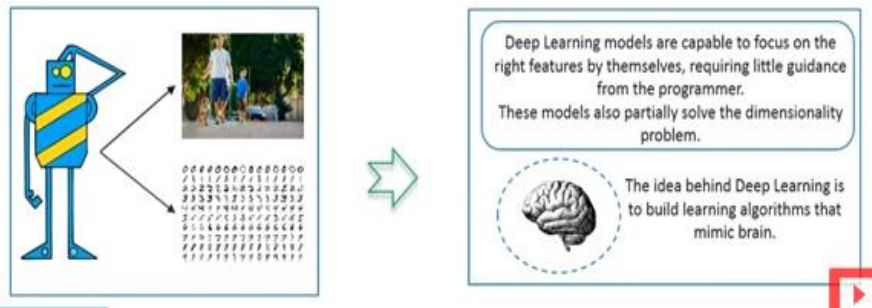 Deep Learning models are capable to focus on the
right features by themselves, requiring little guidance
from the programmer.
These models also partially solve the dimensionality
problem.
The idea behind Deep Learning is
to build learning algorithms that
mimic brain.